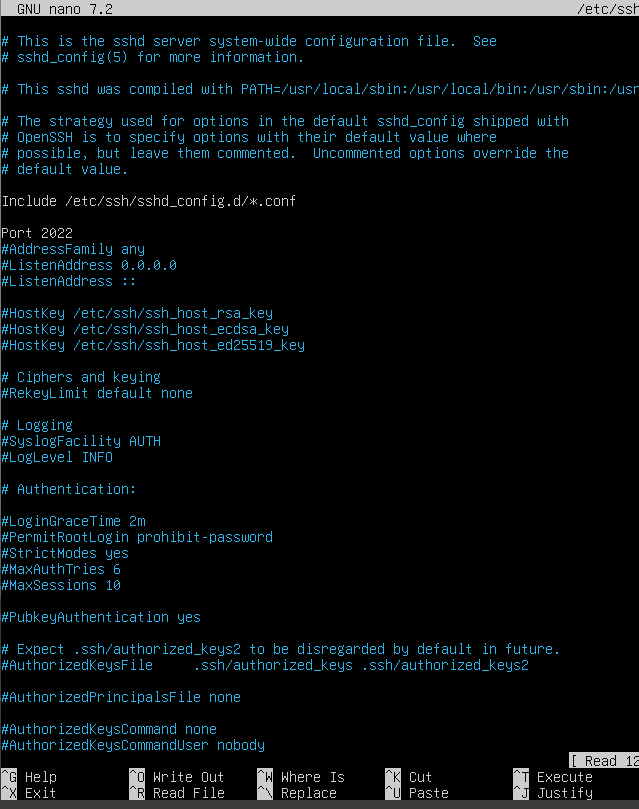 GNU nano 7.2 /etc/ssh
# This is the sshd server system-wide configuration file.  See
# sshd_config(5) for more information.
# This sshd was compiled with PATH=/usr/local/sbin:/usr/local/bin:/usr/sbin:/usr
# The strategy used for options in the default sshd_config shipped with
# OpenSSH is to specify options with their default value where
# possible, but leave them commented.  Uncommented options override the
# default value.
Include /etc/ssh/sshd_config.d/*.conf
Port 2022
#AddressFamily any
#ListenAddress 0.0.0.0
#ListenAddress ::
#HostKey /etc/ssh/ssh_host_rsa_key
#HostKey /etc/ssh/ssh_host_ecdsa_key
#HostKey /etc/ssh/ssh_host_ed25519_key
# Ciphers and keying
#RekeyLimit default none
# Logging
#SyslogFacility AUTH
#LogLevel INFO
# Authentication:
#LoginGraceTime 2m
#PermitRootLogin prohibit-password
#StrictModes yes
#MaxAuthTries 6
#MaxSessions 10
#PubkeyAuthentication yes
# Expect .ssh/authorized_keys2 to be disregarded by default in future.
#AuthorizedKeysFile     .ssh/authorized_keys .ssh/authorized_keys2
#AuthorizedPrincipalsFile none
#AuthorizedKeysCommand none
#AuthorizedKeysCommandUser nobody
[ Read 12
^G Help ^O Write Out ^W Where Is ^K Cut ^T Execute
^X Exit ^R Read File ^\ Replace ^U Paste ^J Justify